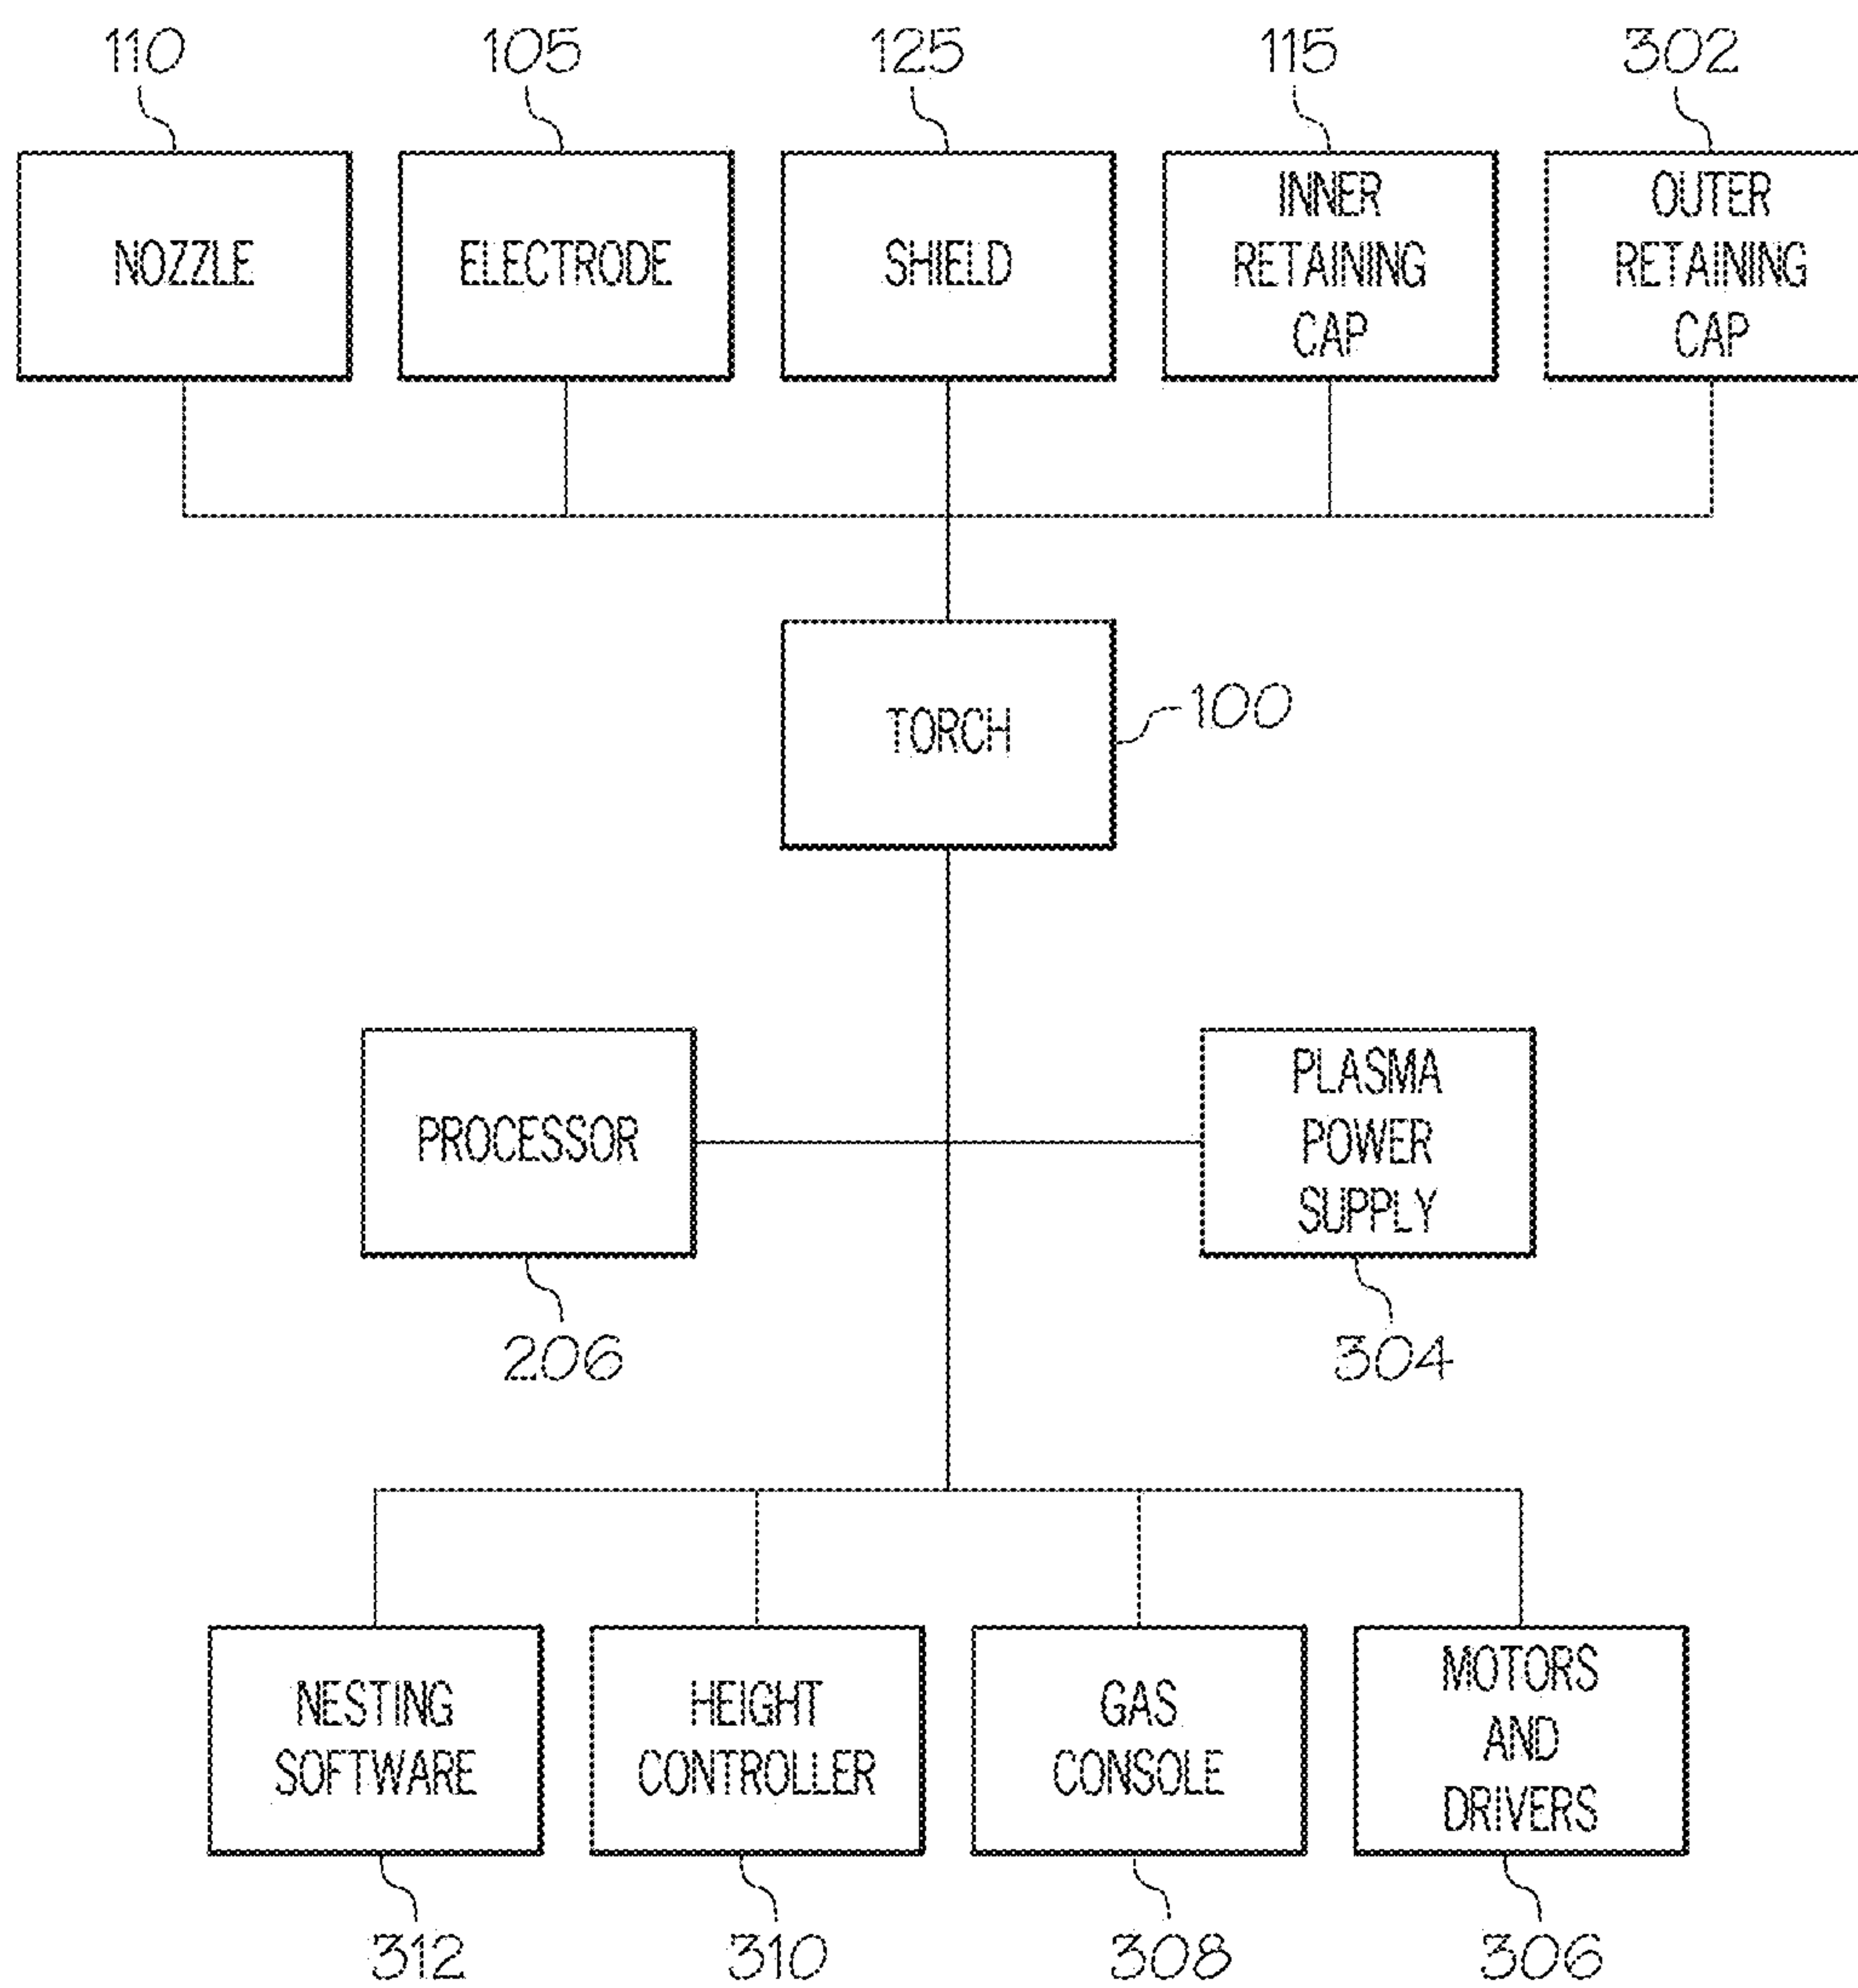 110
105
125
115
302
NOZZLE
ELECTRODE
SHIELD
INNER
RETAINING
CAP
OUTER
RETAINING
CAP
TORCH
100
PROCESSOR
PLASMA
POWER
SUPPLY
206
304
NESTING
SOFTWARE
HEIGHT
CONTROLLER
GAS
CONSOLE
MOTORS
AND
DRIVERS
312
310
308
306